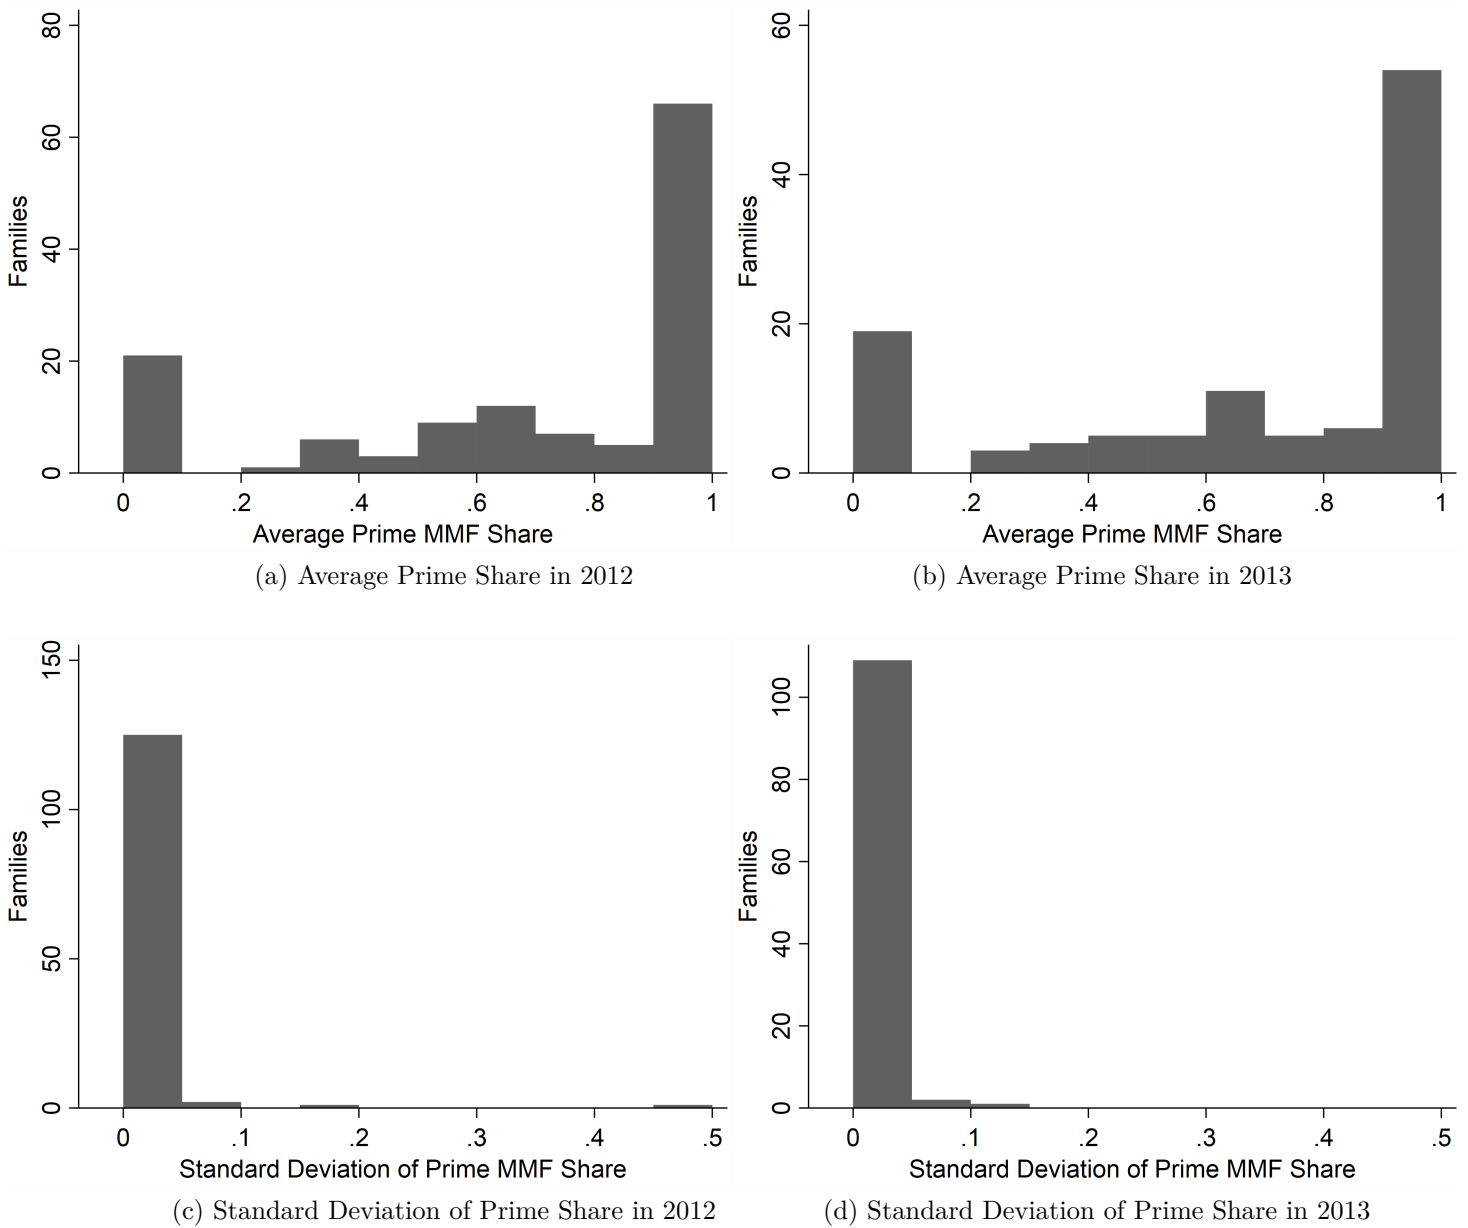 80
60
40
20
0
Families
0 .2 .4 .6 .8 1
Average Prime MMF Share
(a) Average Prime Share in 2012
60
40
20
0
Families
0 .2 .4 .6 .8 1
Average Prime MMF Share
(b) Average Prime Share in 2013
150
100
50
0
Families
0 .1 .2 .3 .4 .5
Standard Deviation of Prime MMF Share
(c) Standard Deviation of Prime Share in 2012
100
80
60
40
20
0
Families
0 .1 .2 .3 .4 .5
Standard Deviation of Prime MMF Share
(d) Standard Deviation of Prime Share in 2013